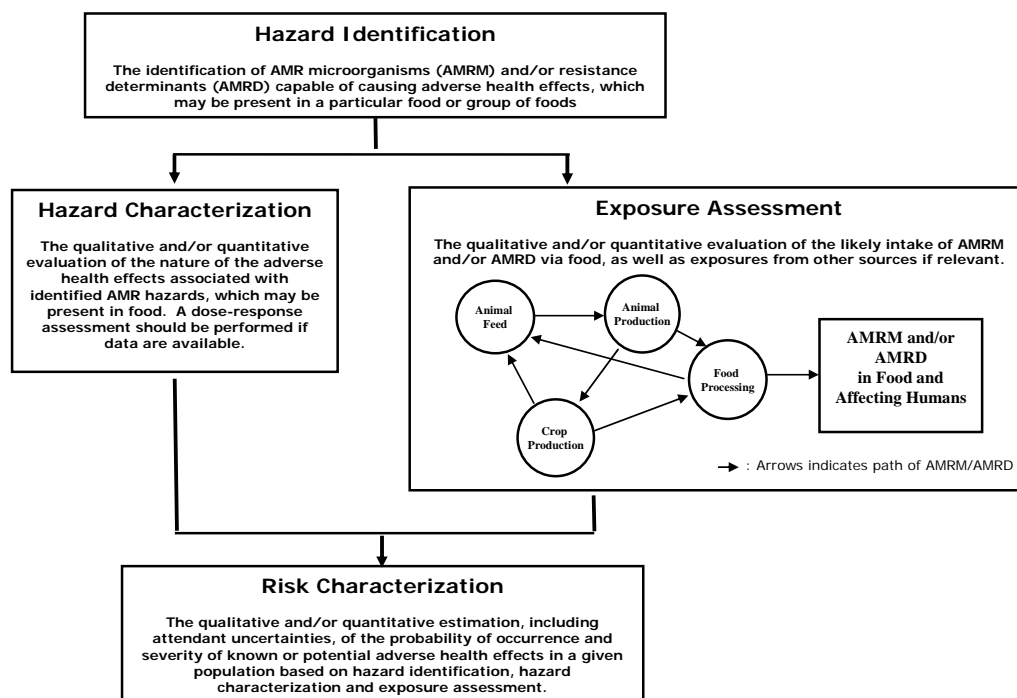 Hazard Identification
The identification of AMR microorganisms (AMRM) and/or resistance
determinants (AMRD) capable of causing adverse health effects, which
may be present in a particular food or group of foods
Hazard Characterization
The qualitative and/or quantitative
evaluation of the nature of the adverse
health effects associated with
identified AMR hazards, which may be
present in food. A dose-response
assessment should be performed if
data are available.
Exposure Assessment
The qualitative and/or quantitative evaluation of the likely intake of AMRM
and/or AMRD via food, as well as exposures from other sources if relevant.
Animal
Feed
Animal
Production
Food
Processing
Crop
Production
AMRM and/or
AMRD
in Food and
Affecting Humans
: Arrows indicates path of AMRM/AMRD
Risk Characterization
The qualitative and/or quantitative estimation, including
attendant uncertainties, of the probability of occurrence and
severity of known or potential adverse health effects in a given
population based on hazard identification, hazard
characterization and exposure assessment.